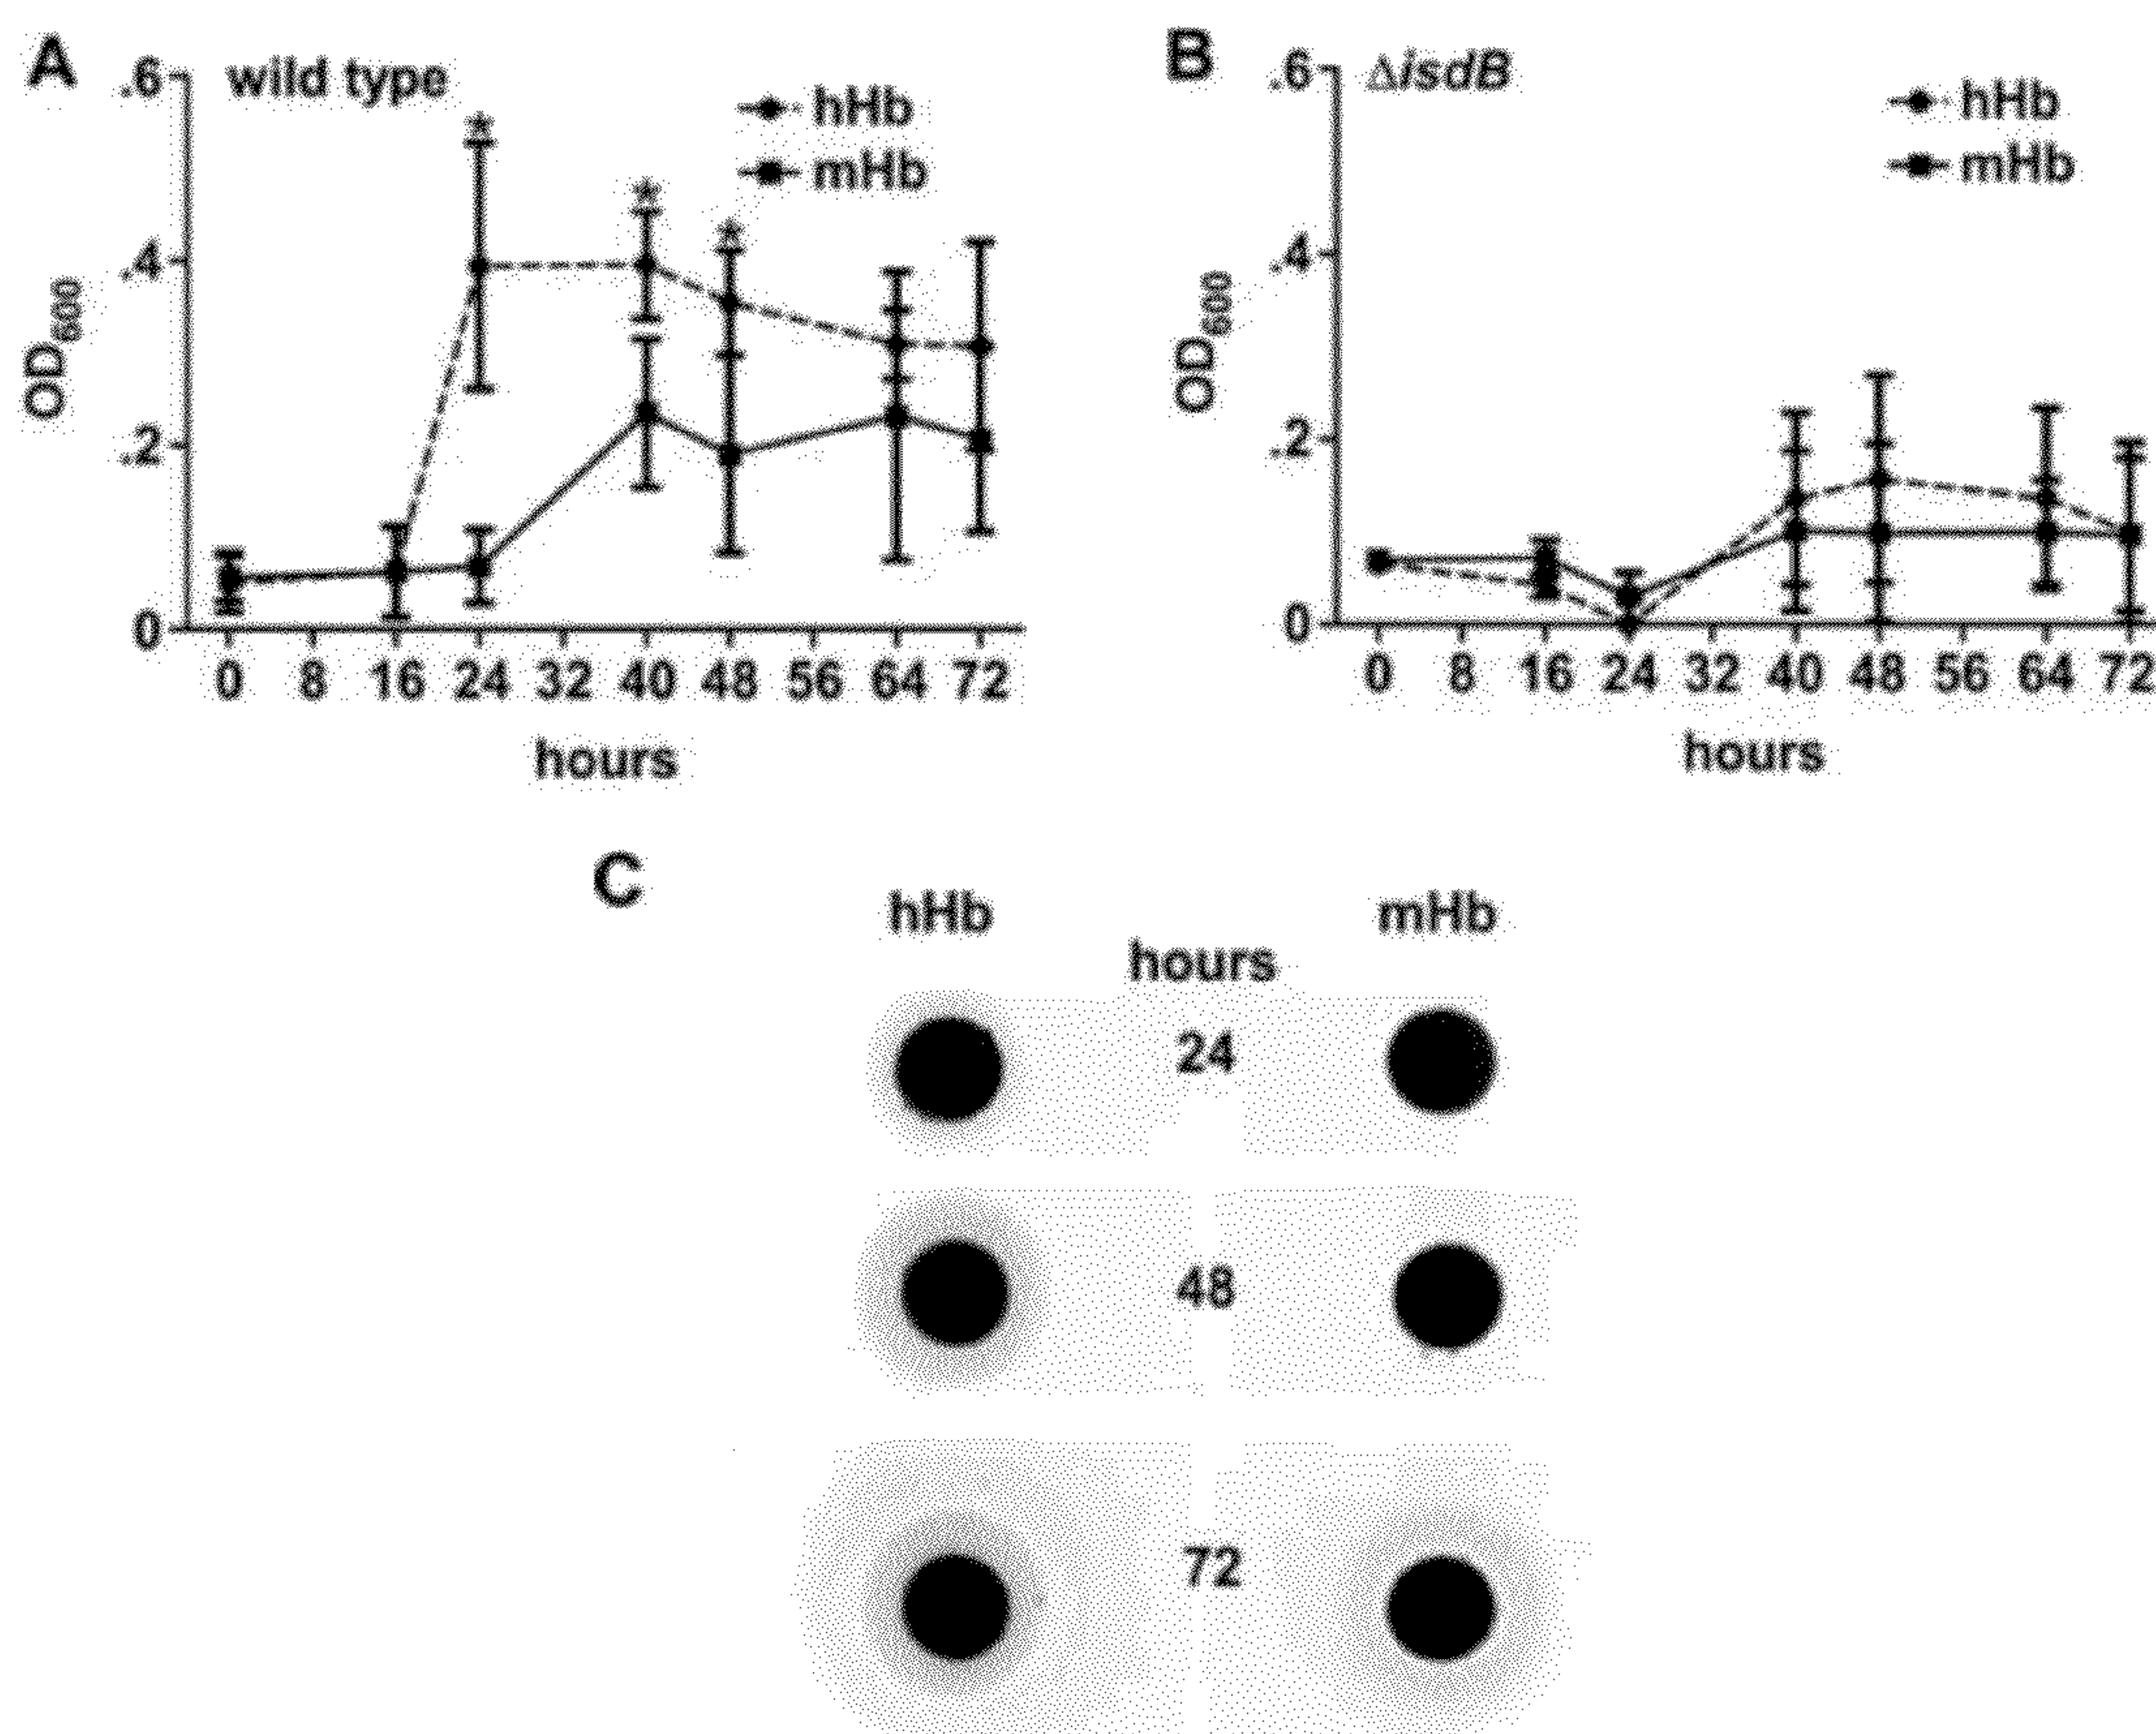 A
wild type
hHb
mHb
.6
.4
.2
0
OD600
0 8 16 24 32 40 48 56 64 72
hours
*
*
*
B
ΔisdB
hHb
mHb
.6
.4
.2
0
OD600
0 8 16 24 32 40 48 56 64 72
hours
C
hHb mHb
hours
24
48
72